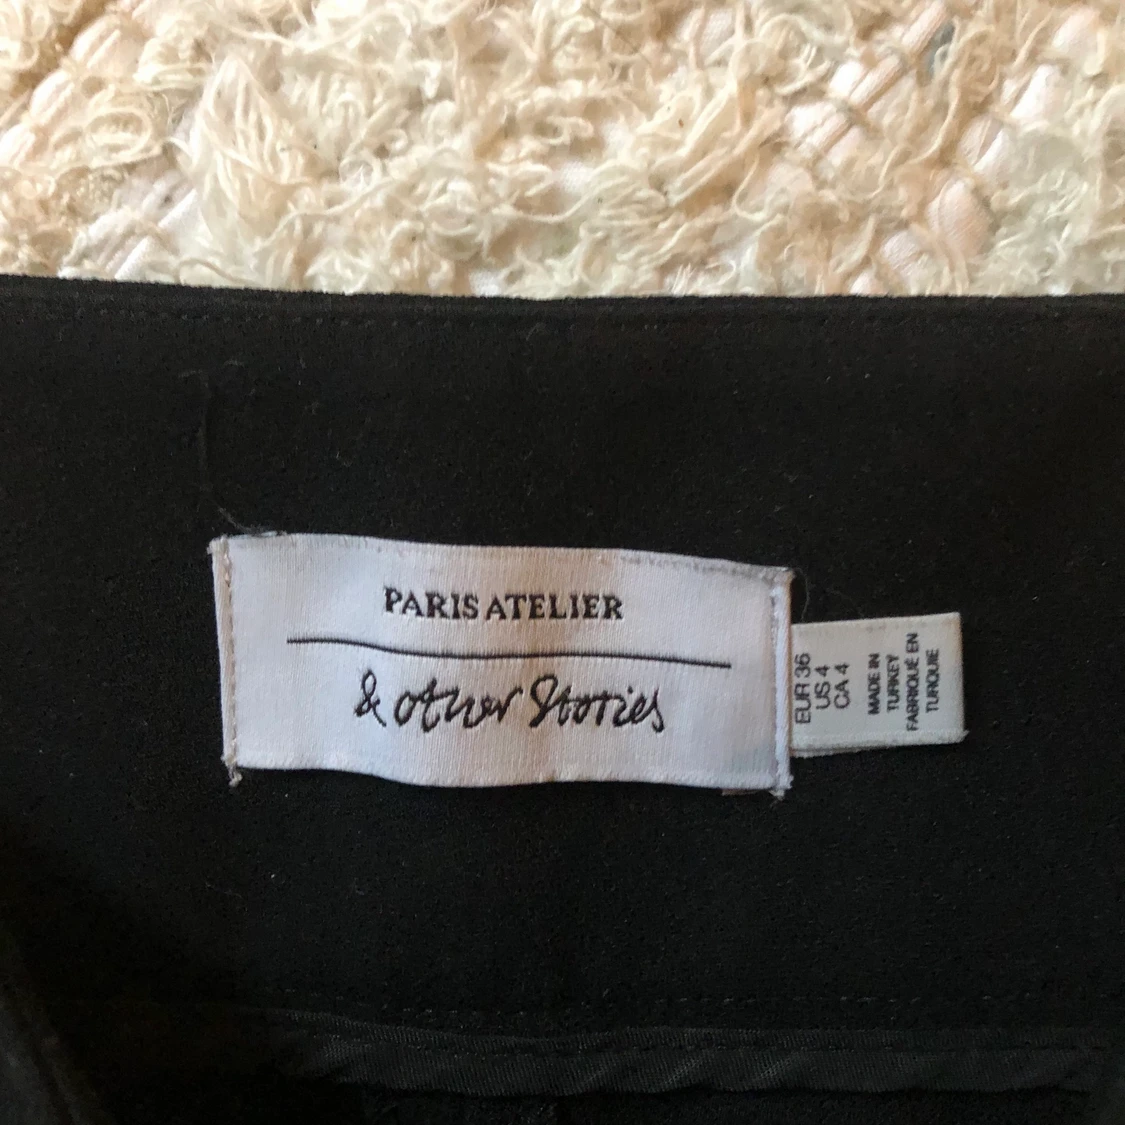 PARIS ATELIER
& other Stories
EUR 36
US 4
CA 4
MADE IN
TURKEY
FABRIQUÉ EN
TURQUIE